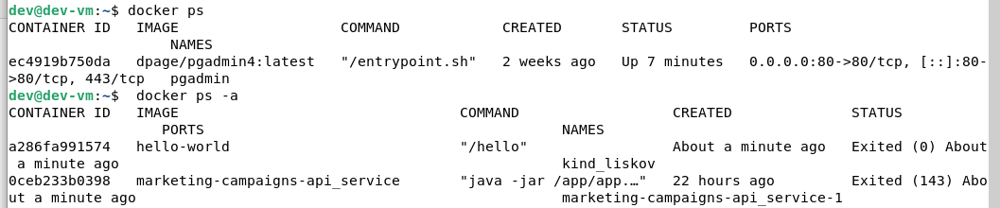 dev@dev-vm:~$ docker ps
CONTAINER ID   IMAGE                   COMMAND            CREATED       STATUS         PORTS
                   NAMES
ec4919b750da   dpage/pgadmin4:latest   "/entrypoint.sh"   2 weeks ago   Up 7 minutes   0.0.0.0:80->80/tcp, [::]:80-
>80/tcp, 443/tcp   pgadmin
dev@dev-vm:~$  docker ps -a
CONTAINER ID   IMAGE                                 COMMAND                  CREATED              STATUS
                  PORTS                                          NAMES
a286fa991574   hello-world                           "/hello"                 About a minute ago   Exited (0) About
 a minute ago                                                    kind_liskov
0ceb233b0398   marketing-campaigns-api_service       "java -jar /app/app.…"   22 hours ago         Exited (143) Abo
ut a minute ago                                                  marketing-campaigns-api_service-1